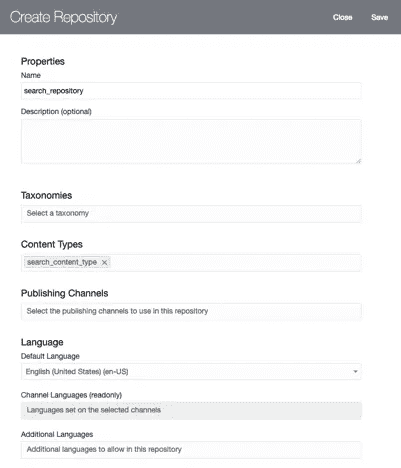 Create Repository
Close Save
Properties
Name
search_repository
Description (optional)
Taxonomies
Select a taxonomy
Content Types
search_content_type ×
Publishing Channels
Select the publishing channels to use in this repository
Language
Default Language
English (United States) (en-US)
Channel Languages (readonly)
Languages set on the selected channels
Additional Languages
Additional languages to allow in this repository